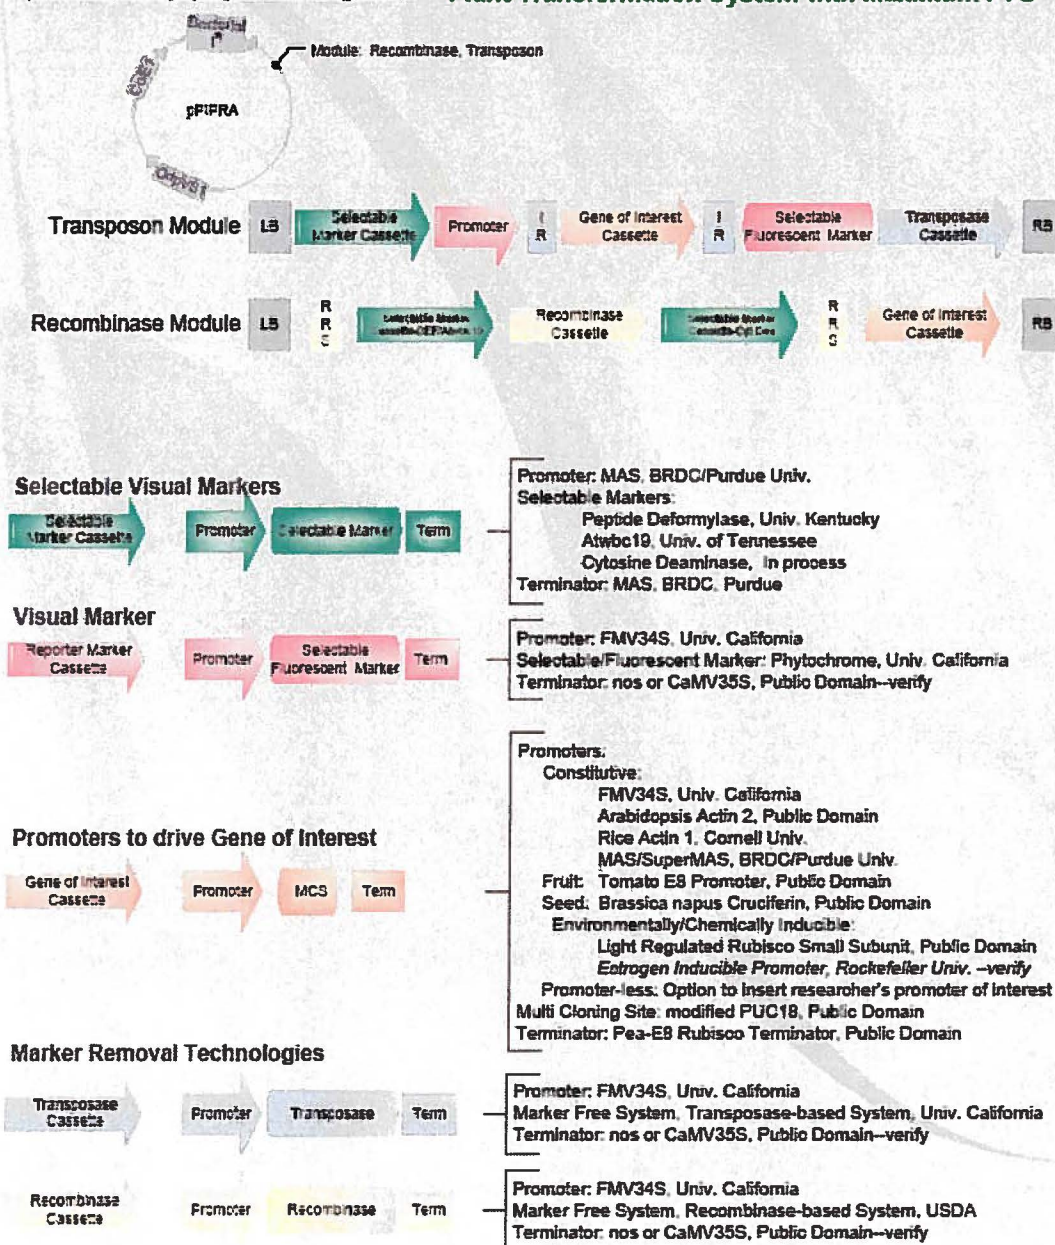 Plant Transformation System with Maximum FTO
Bacterial
Module: Recombinase, Transposon
ColE1
pPIPRA
OripVS1
Transposon Module
LB
Selectable
Marker Cassette
Promoter
I
R
Gene of Interest
Cassette
I
R
Selectable
Fluorescent Marker
Transposase
Cassette
RB
Recombinase Module
LB
R
R
S
Selectable Marker
Recombinase
Cassette
Selectable Marker
R
R
S
Gene of Interest
Cassette
RB
Selectable Visual Markers
Selectable
Marker Cassette
Promoter
Selectable Marker
Term
Promoter: MAS, BRDC/Purdue Univ.
Selectable Markers:
Peptide Deformylase, Univ. Kentucky
Atwbc19, Univ. of Tennessee
Cytosine Deaminase, In process
Terminator: MAS, BRDC, Purdue
Visual Marker
Reporter Marker
Cassette
Promoter
Selectable
Fluorescent Marker
Term
Promoter: FMV34S, Univ. California
Selectable/Fluorescent Marker: Phytochrome, Univ. California
Terminator: nos or CaMV35S, Public Domain--verify
Promoters to drive Gene of Interest
Gene of Interest
Cassette
Promoter
MCS
Term
Promoters:
Constitutive:
FMV34S, Univ. California
Arabidopsis Actin 2, Public Domain
Rice Actin 1, Cornell Univ.
MAS/SuperMAS, BRDC/Purdue Univ.
Fruit: Tomato E8 Promoter, Public Domain
Seed: Brassica napus Cruciferin, Public Domain
Environmentally/Chemically Inducible:
Light Regulated Rubisco Small Subunit, Public Domain
Estrogen Inducible Promoter, Rockefeller Univ. --verify
Promoter-less: Option to insert researcher's promoter of interest
Multi Cloning Site: modified PUC18, Public Domain
Terminator: Pea-E8 Rubisco Terminator, Public Domain
Marker Removal Technologies
Transposase
Cassette
Promoter
Transposase
Term
Promoter: FMV34S, Univ. California
Marker Free System, Transposase-based System, Univ. California
Terminator: nos or CaMV35S, Public Domain--verify
Recombinase
Cassette
Promoter
Recombinase
Term
Promoter: FMV34S, Univ. California
Marker Free System, Recombinase-based System, USDA
Terminator: nos or CaMV35S, Public Domain--verify